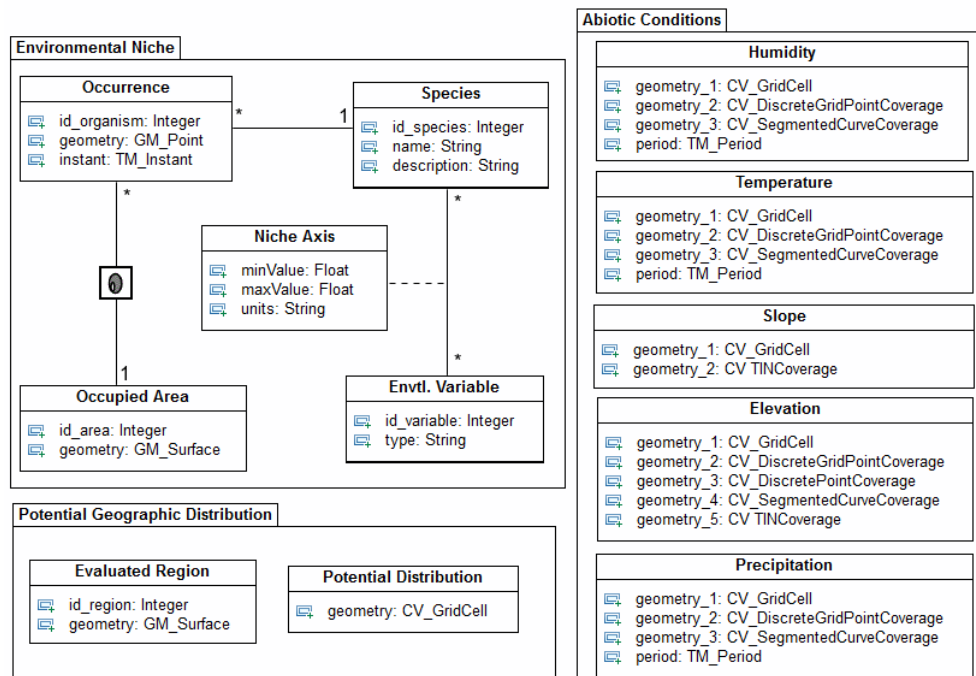 Environmental Niche
Occurrence
id_organism: Integer
geometry: GM_Point
instant: TM_Instant
*
1
Species
id_species: Integer
name: String
description: String
*
*
Niche Axis
minValue: Float
maxValue: Float
units: String
1
*
Occupied Area
id_area: Integer
geometry: GM_Surface
Envtl. Variable
id_variable: Integer
type: String
Potential Geographic Distribution
Evaluated Region
id_region: Integer
geometry: GM_Surface
Potential Distribution
geometry: CV_GridCell
Abiotic Conditions
Humidity
geometry_1: CV_GridCell
geometry_2: CV_DiscreteGridPointCoverage
geometry_3: CV_SegmentedCurveCoverage
period: TM_Period
Temperature
geometry_1: CV_GridCell
geometry_2: CV_DiscreteGridPointCoverage
geometry_3: CV_SegmentedCurveCoverage
period: TM_Period
Slope
geometry_1: CV_GridCell
geometry_2: CV TINCoverage
Elevation
geometry_1: CV_GridCell
geometry_2: CV_DiscreteGridPointCoverage
geometry_3: CV_DiscretePointCoverage
geometry_4: CV_SegmentedCurveCoverage
geometry_5: CV TINCoverage
Precipitation
geometry_1: CV_GridCell
geometry_2: CV_DiscreteGridPointCoverage
geometry_3: CV_SegmentedCurveCoverage
period: TM_Period